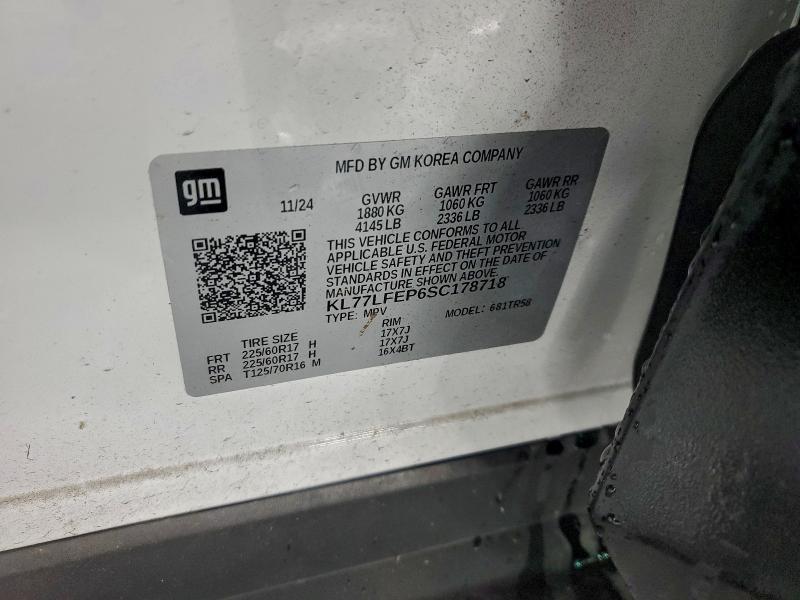 MFD BY GM KOREA COMPANY
gm
11/24
GVWR GAWR FRT GAWR RR
1880 KG 1060 KG 1060 KG
4145 LB 2336 LB 2336 LB
THIS VEHICLE CONFORMS TO ALL
APPLICABLE U.S. FEDERAL MOTOR
VEHICLE SAFETY AND THEFT PREVENTION
STANDARDS IN EFFECT ON THE DATE OF
MANUFACTURE SHOWN ABOVE.
KL77LFEP6SC178718
TYPE: MPV MODEL: 681TR58
TIRE SIZE RIM
FRT 225/60R17 H 17X7J
RR 225/60R17 H 17X7J
SPA T125/70R16 M 16X4BT